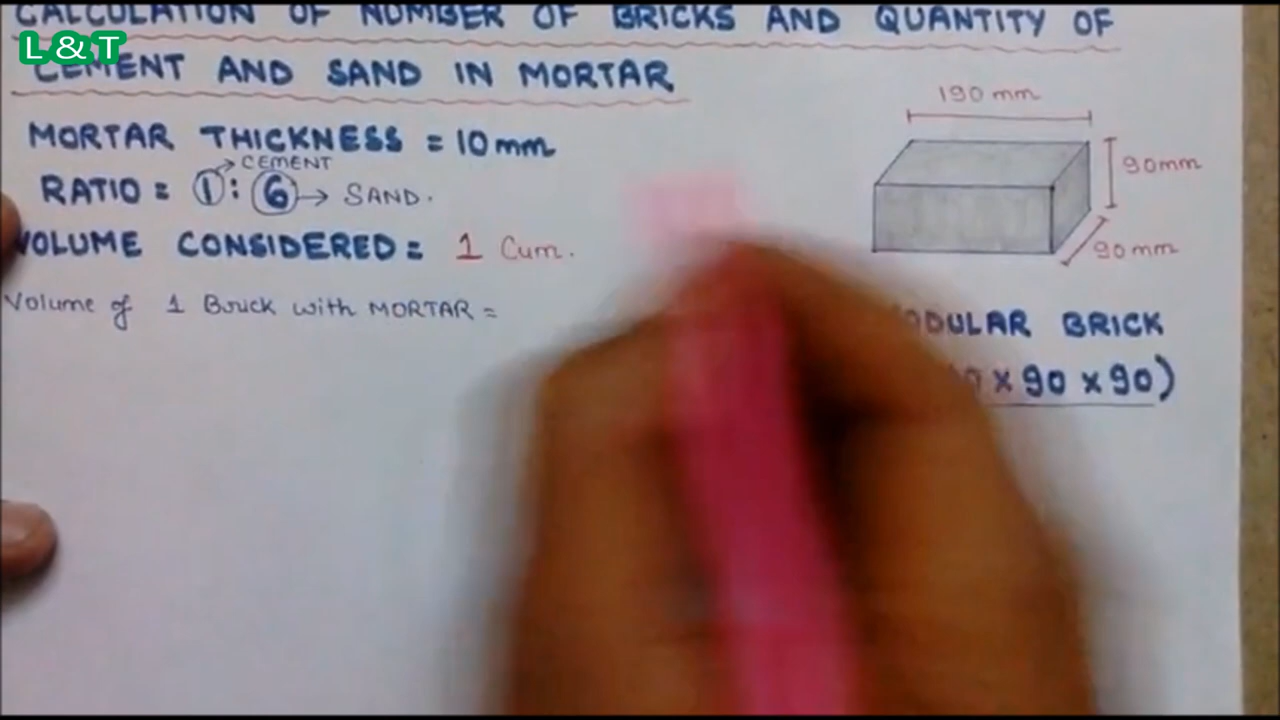 CALCULATION OF NUMBER OF BRICKS AND QUANTITY OF
L & T
CEMENT AND SAND IN MORTAR
MORTAR THICKNESS = 10 mm
CEMENT
RATIO = 1 : 6 → SAND.
VOLUME CONSIDERED = 1 Cum.
Volume of 1 Brick with MORTAR =
190 mm
90mm
90mm
BRICK
x 90 x 90)